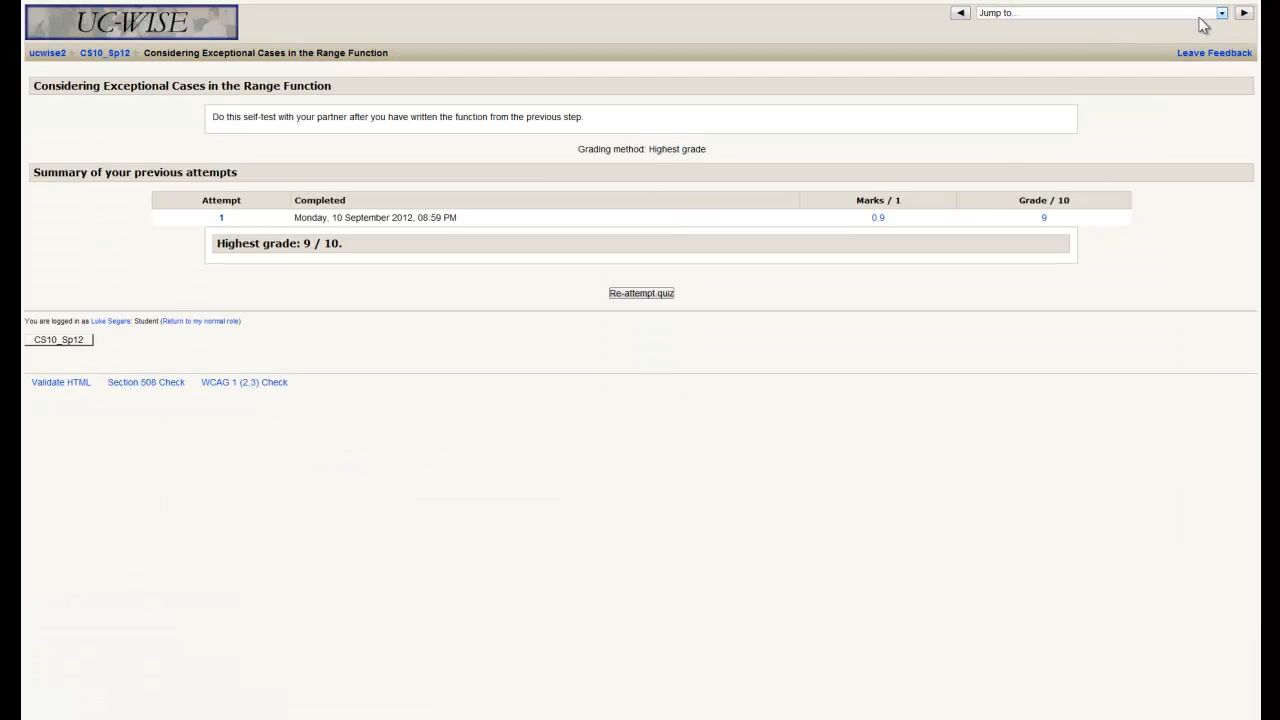 UC-WISE
Jump to...
ucwise2 CS10_Sp12 Considering Exceptional Cases in the Range Function Leave Feedback
Considering Exceptional Cases in the Range Function
Do this self-test with your partner after you have written the function from the previous step.
Grading method: Highest grade
Summary of your previous attempts
Attempt Completed Marks / 1 Grade / 10
1 Monday, 10 September 2012, 08:59 PM 0.9 9
Highest grade: 9 / 10.
Re-attempt quiz
You are logged in as Luke Segars: Student (Return to my normal role)
CS10_Sp12
Validate HTML Section 508 Check WCAG 1 (2,3) Check